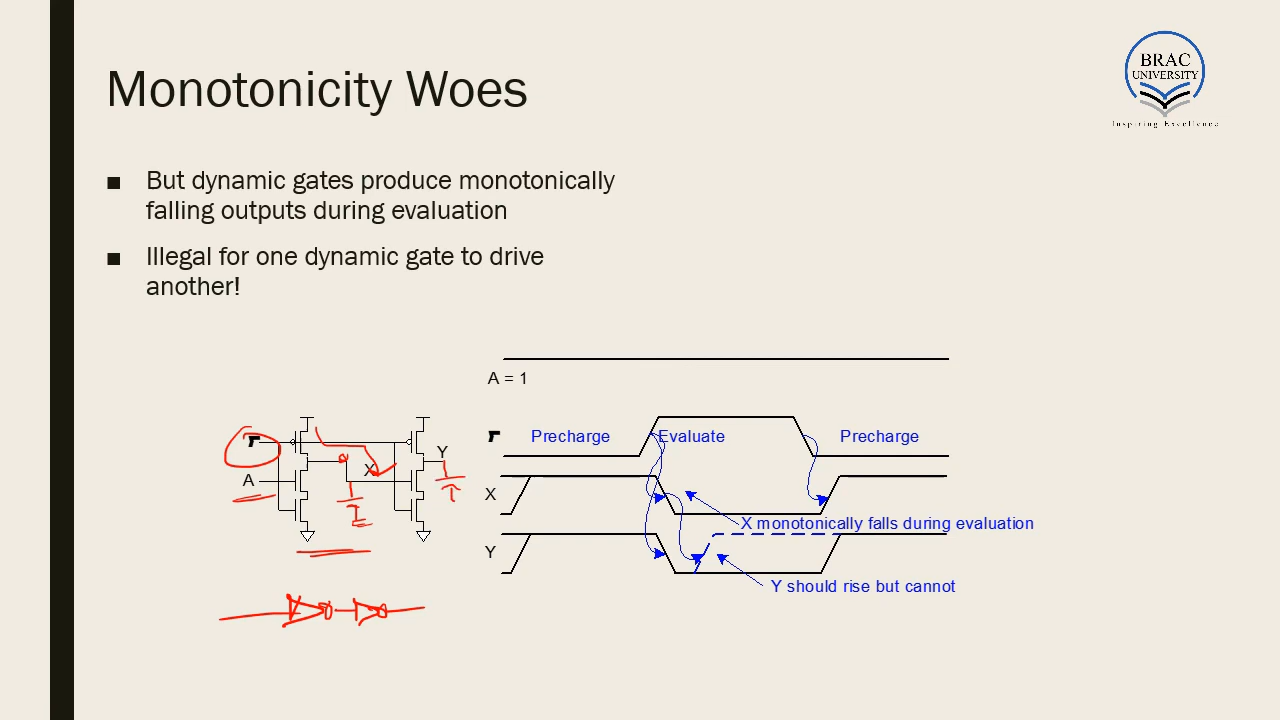 Monotonicity Woes
BRAC
UNIVERSITY
Inspiring Excellence
■ But dynamic gates produce monotonically
falling outputs during evaluation
■ Illegal for one dynamic gate to drive
another!
A = 1
Precharge Evaluate Precharge
X
X monotonically falls during evaluation
Y
Y should rise but cannot
A
X
Y